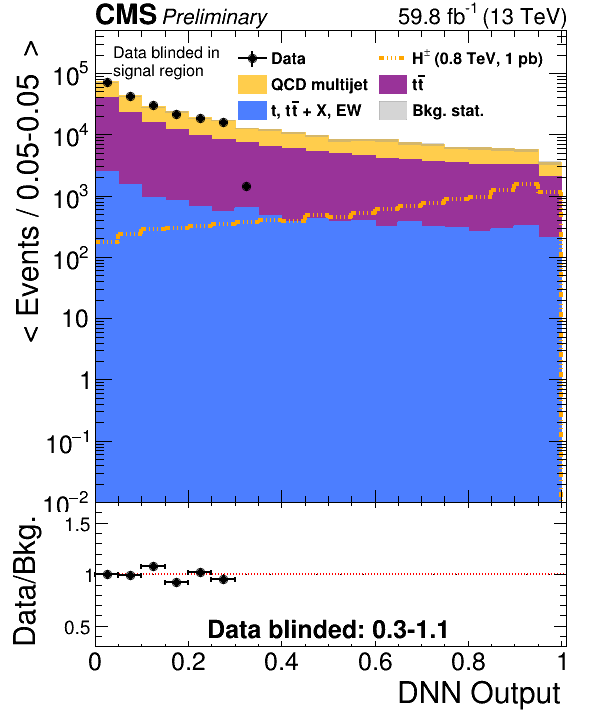 CMS Preliminary 59.8 fb⁻¹ (13 TeV)
Data blinded in
signal region
Data
H± (0.8 TeV, 1 pb)
QCD multijet
tt̅
t, tt̅ + X, EW
Bkg. stat.
< Events / 0.05-0.05 >
10⁵
10⁴
10³
10²
10
1
10⁻¹
10⁻²
Data/Bkg.
1.5
1
0.5
Data blinded: 0.3-1.1
0 0.2 0.4 0.6 0.8 1
DNN Output